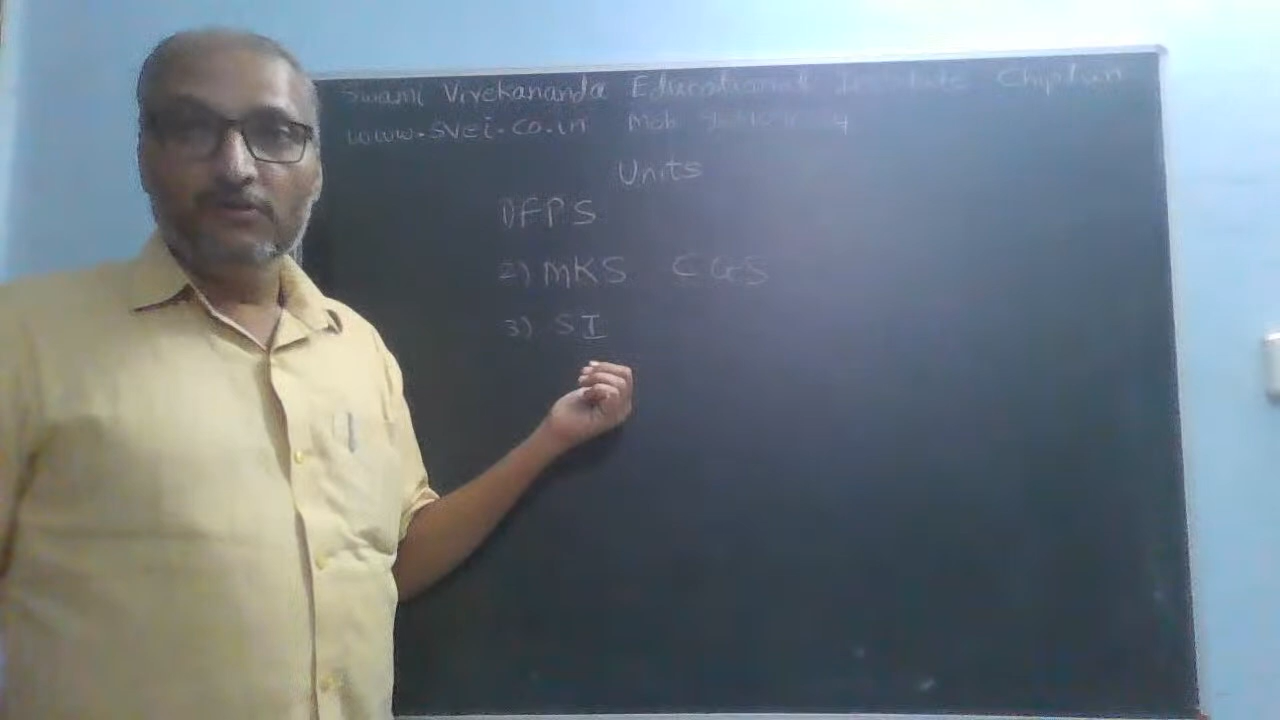 Swami Vivekananda Educational Institute Chiplun
www.svei.co.in Mob
Units
1) FPS
2) MKS CGS
3) SI